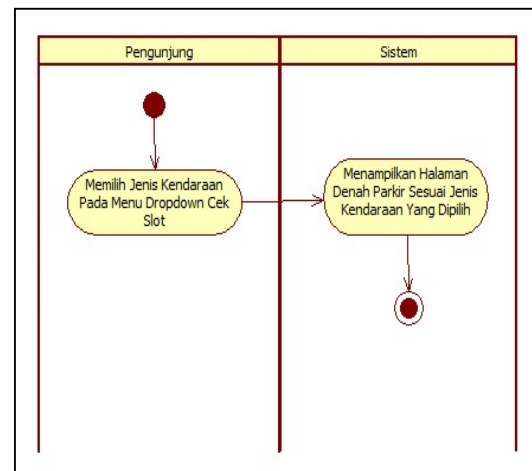 Pengunjung
Sistem
Memilih Jenis Kendaraan
Pada Menu Dropdown Cek
Slot
Menampilkan Halaman
Denah Parkir Sesuai Jenis
Kendaraan Yang Dipilih